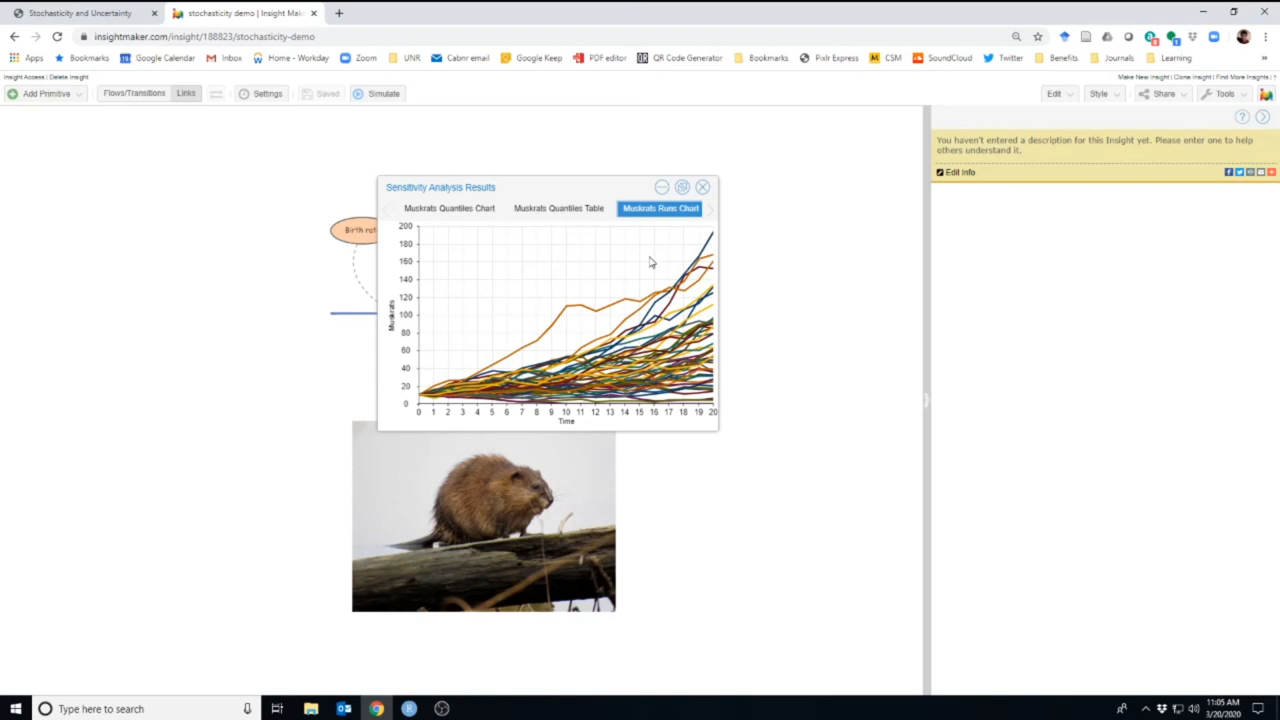 Stochasticity and Uncertainty
stochasticity demo | Insight Mak
insightmaker.com/insight/188823/stochasticity-demo
Apps
Bookmarks
Google Calendar
Inbox
Home - Workday
Zoom
UNR
Cabnr email
Google Keep
PDF editor
QR Code Generator
Bookmarks
Pixlr Express
CSM
SoundCloud
Twitter
Benefits
Journals
Learning
Insight Access | Delete Insight
Make New Insight | Clone Insight | Find More Insights | ?
Add Primitive
Flows/Transitions
Links
Settings
Saved
Simulate
Edit
Style
Share
Tools
You haven't entered a description for this Insight yet. Please enter one to help
others understand it.
Edit Info
Birth rat
Sensitivity Analysis Results
Muskrats Quantiles Chart
Muskrats Quantiles Table
Muskrats Runs Chart
200
180
160
140
120
100
80
60
40
20
0
Muskrats
0 1 2 3 4 5 6 7 8 9 10 11 12 13 14 15 16 17 18 19 20
Time
Type here to search
11:05 AM
3/20/2020